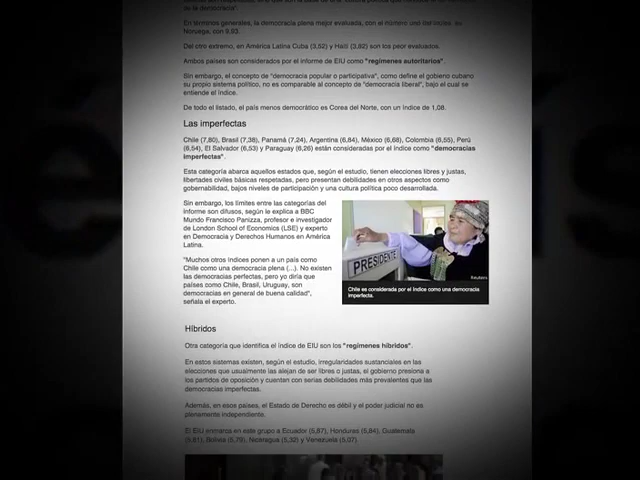 de la democracia".
En términos generales, la democracia plena mejor evaluada, con el número uno del
Noruega, con 9,93.
Del otro extremo, en América Latina Cuba (3,52) y Haití (3,82) son los peor evaluados.
Ambos países son considerados por el informe de EIU como "regímenes autoritarios".
Sin embargo, el concepto de "democracia popular o participativa", como define el gobierno cubano
su propio sistema político, no es comparable al concepto de "democracia liberal", bajo el cual se
entiende el índice.
De todo el listado, el país menos democrático es Corea del Norte, con un índice de 1,08.
Las imperfectas
Chile (7,80), Brasil (7,38), Panamá (7,24), Argentina (6,84), México (6,68), Colombia (6,55), Perú
(6,54), El Salvador (6,53) y Paraguay (6,26) están consideradas por el índice como "democracias
imperfectas".
Esta categoría abarca aquellos estados que, según el estudio, tienen elecciones libres y justas,
libertades civiles básicas respetadas, pero presentan debilidades en otros aspectos como
gobernabilidad, bajos niveles de participación y una cultura política poco desarrollada.
Sin embargo, los límites entre las categorías del
informe son difusos, según le explica a BBC
Mundo Francisco Panizza, profesor e investigador
de London School of Economics (LSE) y experto
en Democracia y Derechos Humanos en América
Latina.
"Muchos otros índices ponen a un país como
Chile como una democracia plena (...). No existen
las democracias perfectas, pero yo diría que
países como Chile, Brasil, Uruguay, son
democracias en general de buena calidad",
señala el experto.
PRESIDENTE
Reuters
Chile es considerada por el índice como una democracia
imperfecta.
Híbridos
Otra categoría que identifica el índice de EIU son los "regímenes híbridos".
En estos sistemas existen, según el estudio, irregularidades sustanciales en las
elecciones que usualmente las alejan de ser libres o justas, el gobierno presiona a
los partidos de oposición y cuentan con serias debilidades más prevalentes que las
democracias imperfectas.
Además, en esos países, el Estado de Derecho es débil y el poder judicial no es
plenamente independiente.
El EIU enmarca en este grupo a Ecuador (5,87), Honduras (5,84), Guatemala
(5,81), Bolivia (5,79), Nicaragua (5,32) y Venezuela (5,07).